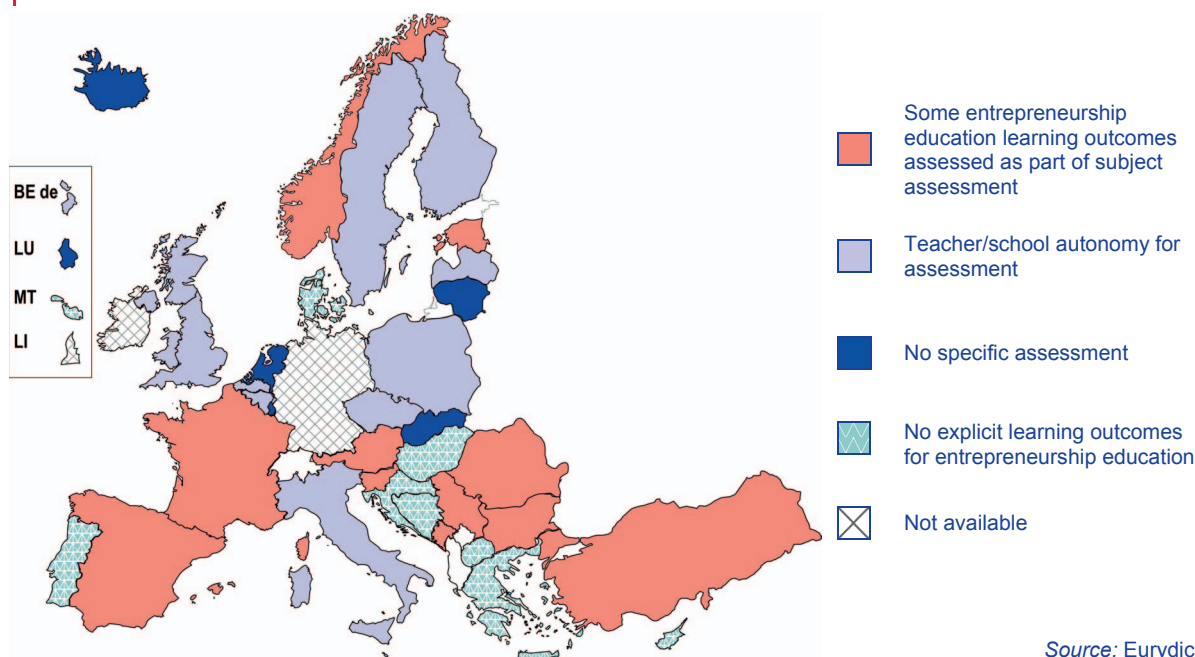 BE de
LU
MT
LI
Some entrepreneurship
education learning outcomes
assessed as part of subject
assessment
Teacher/school autonomy for
assessment
No specific assessment
No explicit learning outcomes
for entrepreneurship education
Not available
Source: Eurydic